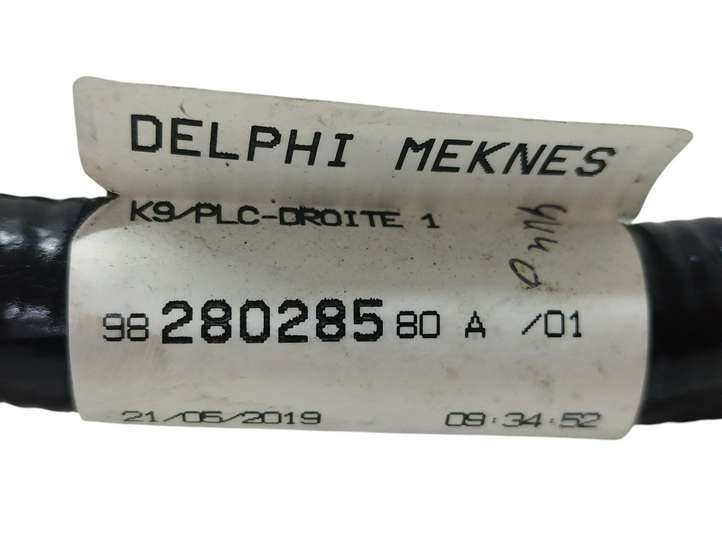 DELPHI MEKNES
K9/PLC-DROITE 1
98 280285 80 A /01
21/05/2019 09:34:52